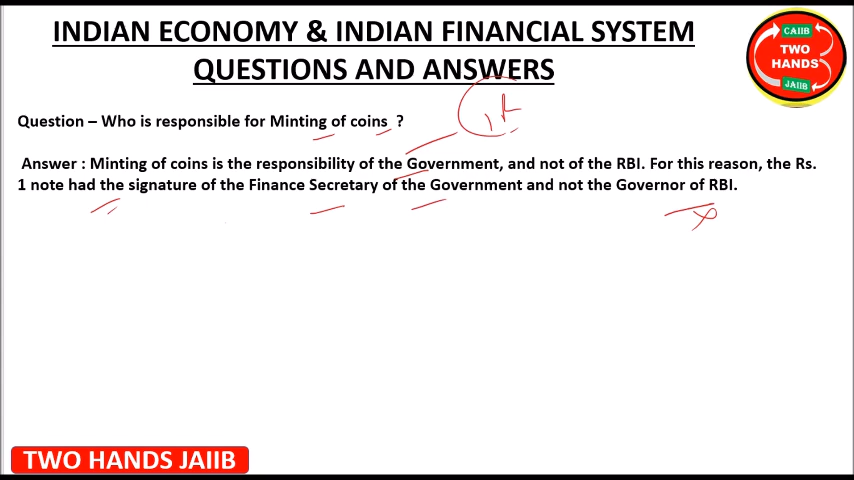 INDIAN ECONOMY & INDIAN FINANCIAL SYSTEM
QUESTIONS AND ANSWERS
CAIIB
TWO
HANDS
JAIIB
Question – Who is responsible for Minting of coins ?
Answer : Minting of coins is the responsibility of the Government, and not of the RBI. For this reason, the Rs.
1 note had the signature of the Finance Secretary of the Government and not the Governor of RBI.
TWO HANDS JAIIB